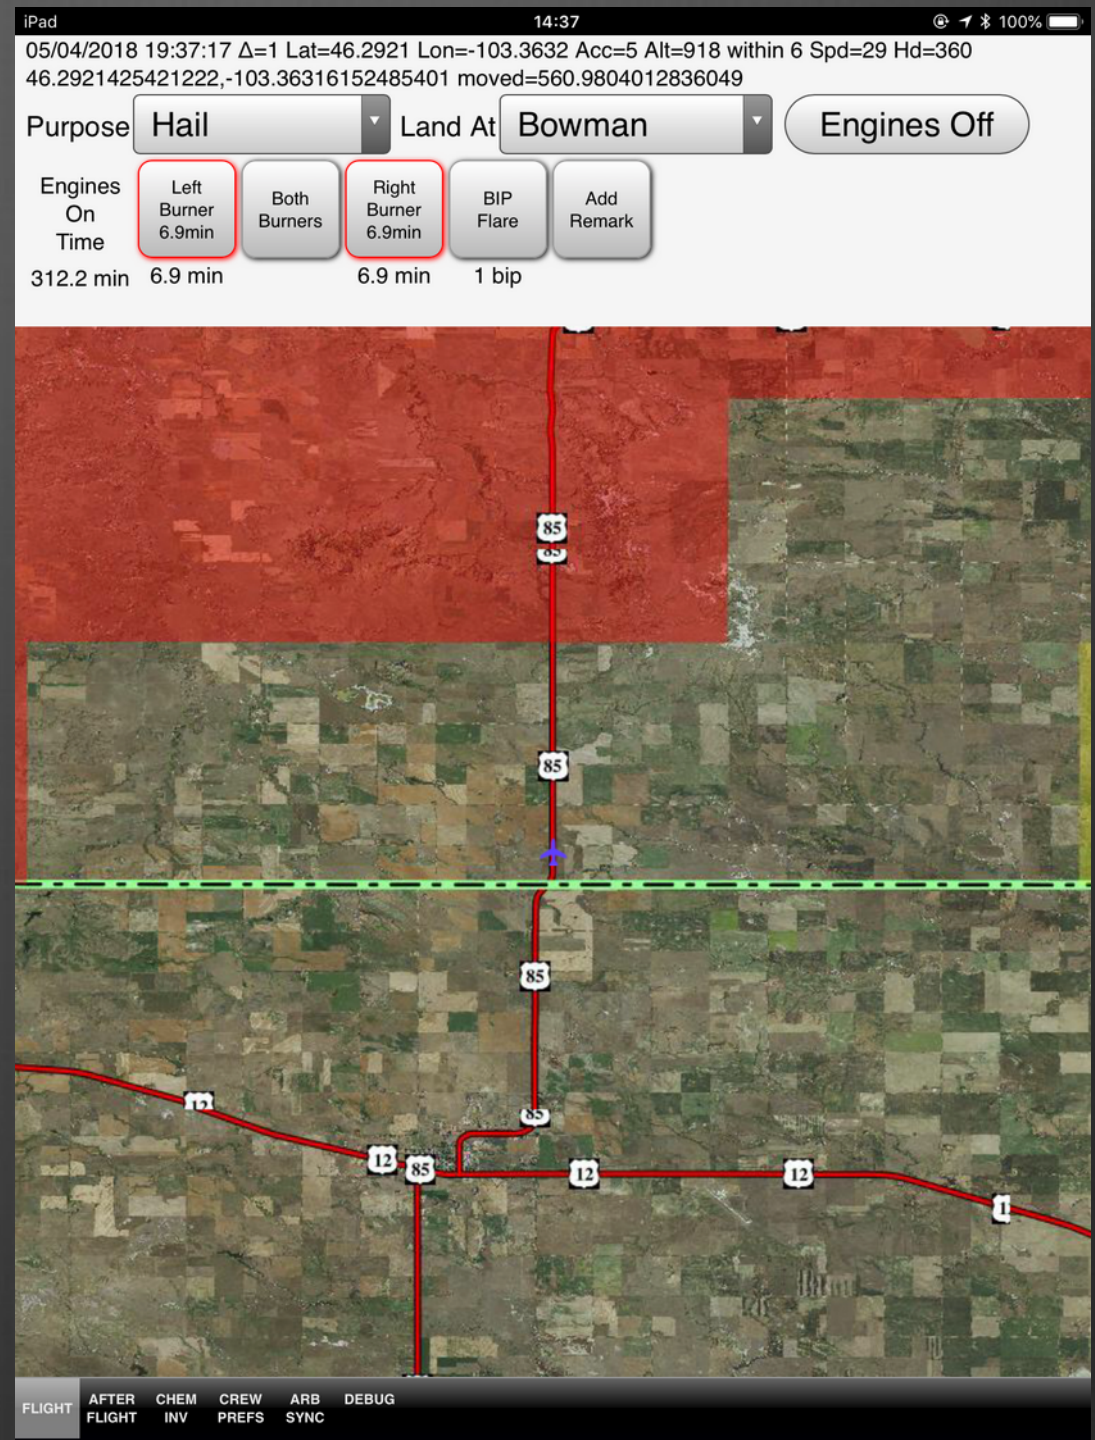 iPad 14:37 100%
05/04/2018 19:37:17 Δ=1 Lat=46.2921 Lon=-103.3632 Acc=5 Alt=918 within 6 Spd=29 Hd=360
46.2921425421222,-103.36316152485401 moved=560.9804012836049
Purpose Hail Land At Bowman Engines Off
Engines
On
Time
312.2 min
Left
Burner
6.9min
6.9 min
Both
Burners
Right
Burner
6.9min
6.9 min
BIP
Flare
1 bip
Add
Remark
85
85
85
85
85
12
12
85
12
12
1
FLIGHT
AFTER
FLIGHT
CHEM
INV
CREW
PREFS
ARB
SYNC
DEBUG